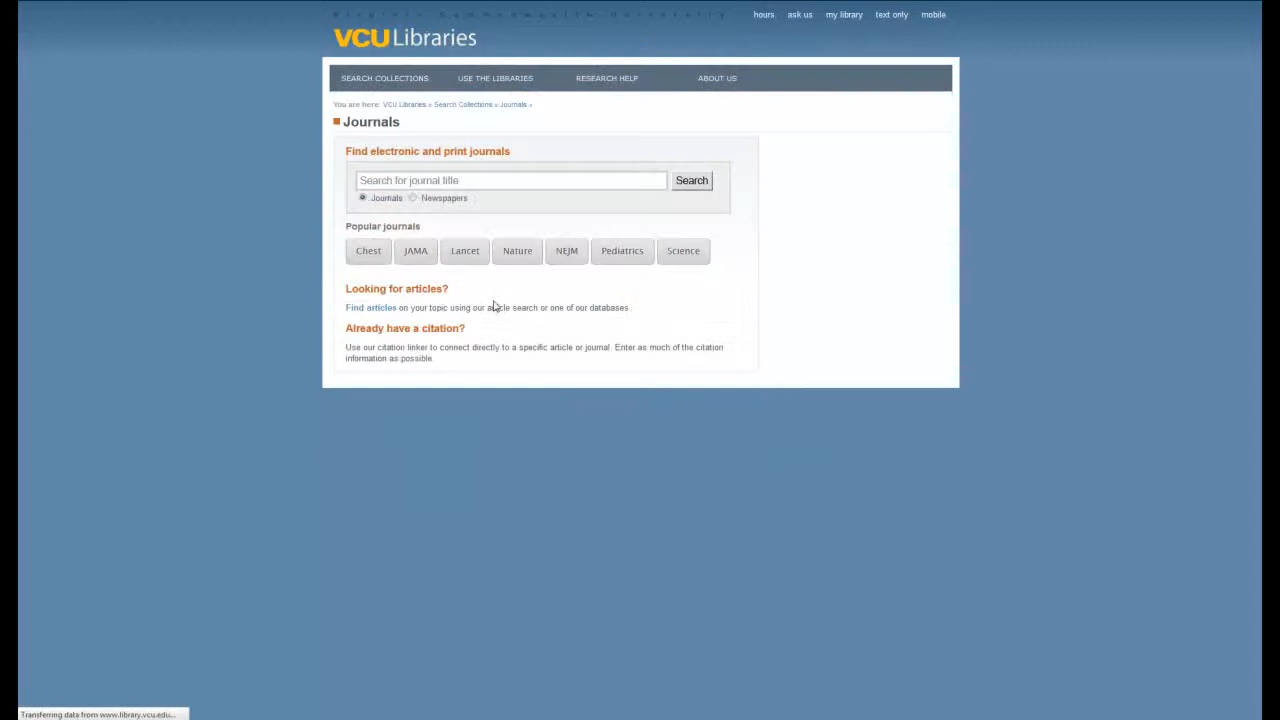 Virginia Commonwealth University
hours ask us my library text only mobile
VCU Libraries
SEARCH COLLECTIONS USE THE LIBRARIES RESEARCH HELP ABOUT US
You are here: VCU Libraries » Search Collections » Journals »
Journals
Find electronic and print journals
Search for journal title Search
Journals Newspapers
Popular journals
Chest JAMA Lancet Nature NEJM Pediatrics Science
Looking for articles?
Find articles on your topic using our article search or one of our databases.
Already have a citation?
Use our citation linker to connect directly to a specific article or journal. Enter as much of the citation
information as possible.
Transferring data from www.library.vcu.edu...